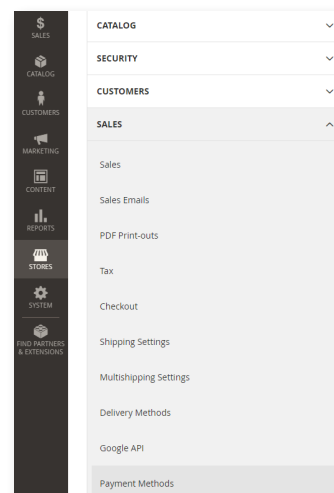 SALES
CATALOG
CUSTOMERS
MARKETING
CONTENT
REPORTS
STORES
SYSTEM
FIND PARTNERS
& EXTENSIONS
CATALOG
SECURITY
CUSTOMERS
SALES
Sales
Sales Emails
PDF Print-outs
Tax
Checkout
Shipping Settings
Multishipping Settings
Delivery Methods
Google API
Payment Methods